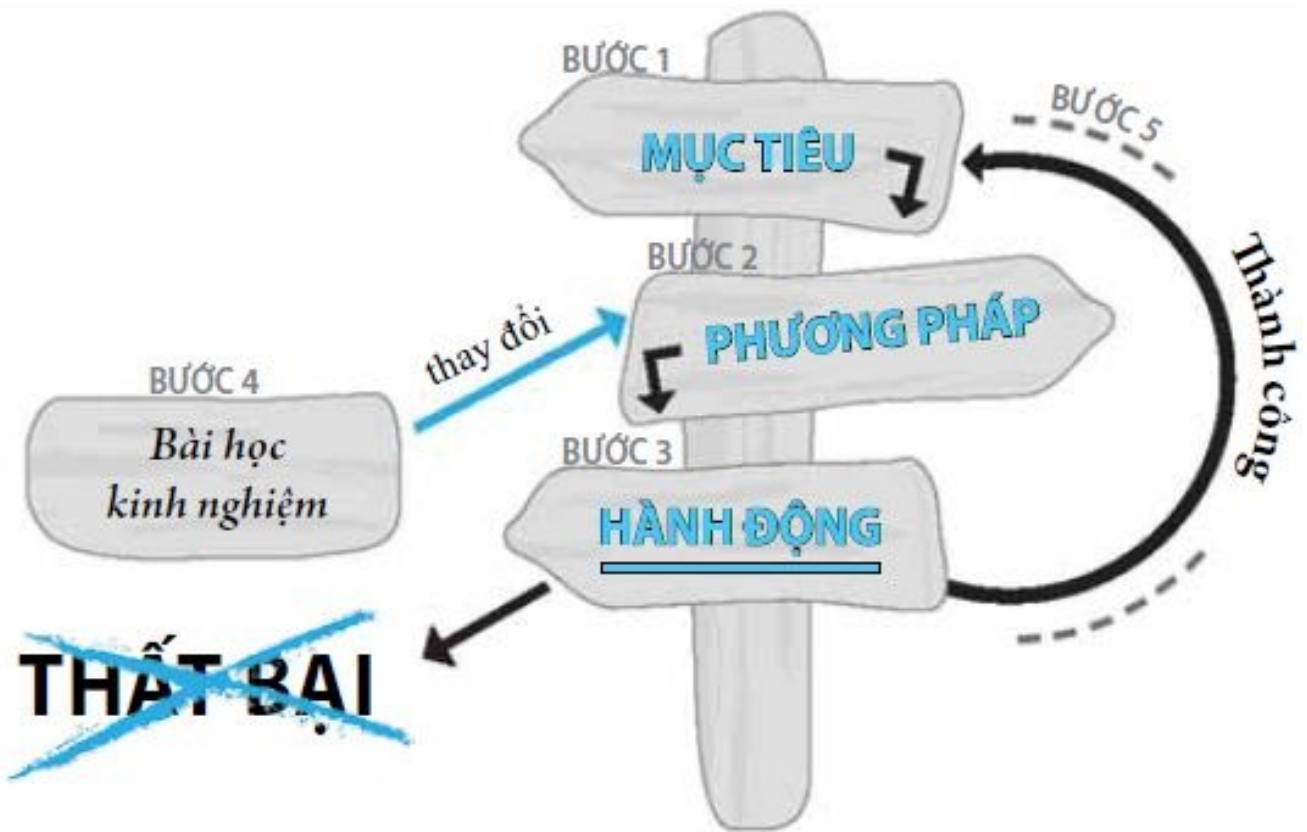 BƯỚC 1
MỤC TIÊU
BƯỚC 5
Thành công
BƯỚC 2
PHƯƠNG PHÁP
thay đổi
BƯỚC 4
Bài học
kinh nghiệm
BƯỚC 3
HÀNH ĐỘNG
THẤT BẠI